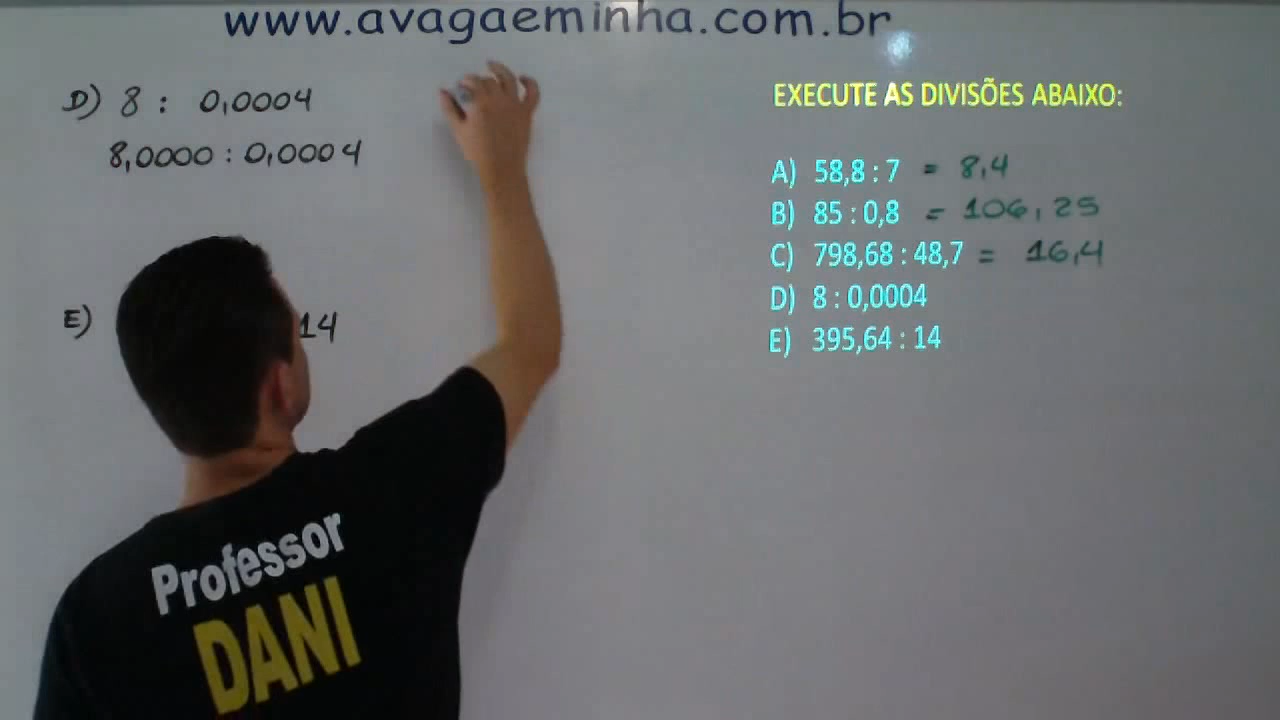 www.avagaeminha.com.br
D) 8 : 0,0004
8,0000 : 0,0004
E) 14
EXECUTE AS DIVISÕES ABAIXO:
A) 58,8 : 7 = 8,4
B) 85 : 0,8 = 106,25
C) 798,68 : 48,7 = 16,4
D) 8 : 0,0004
E) 395,64 : 14
Professor
DANI